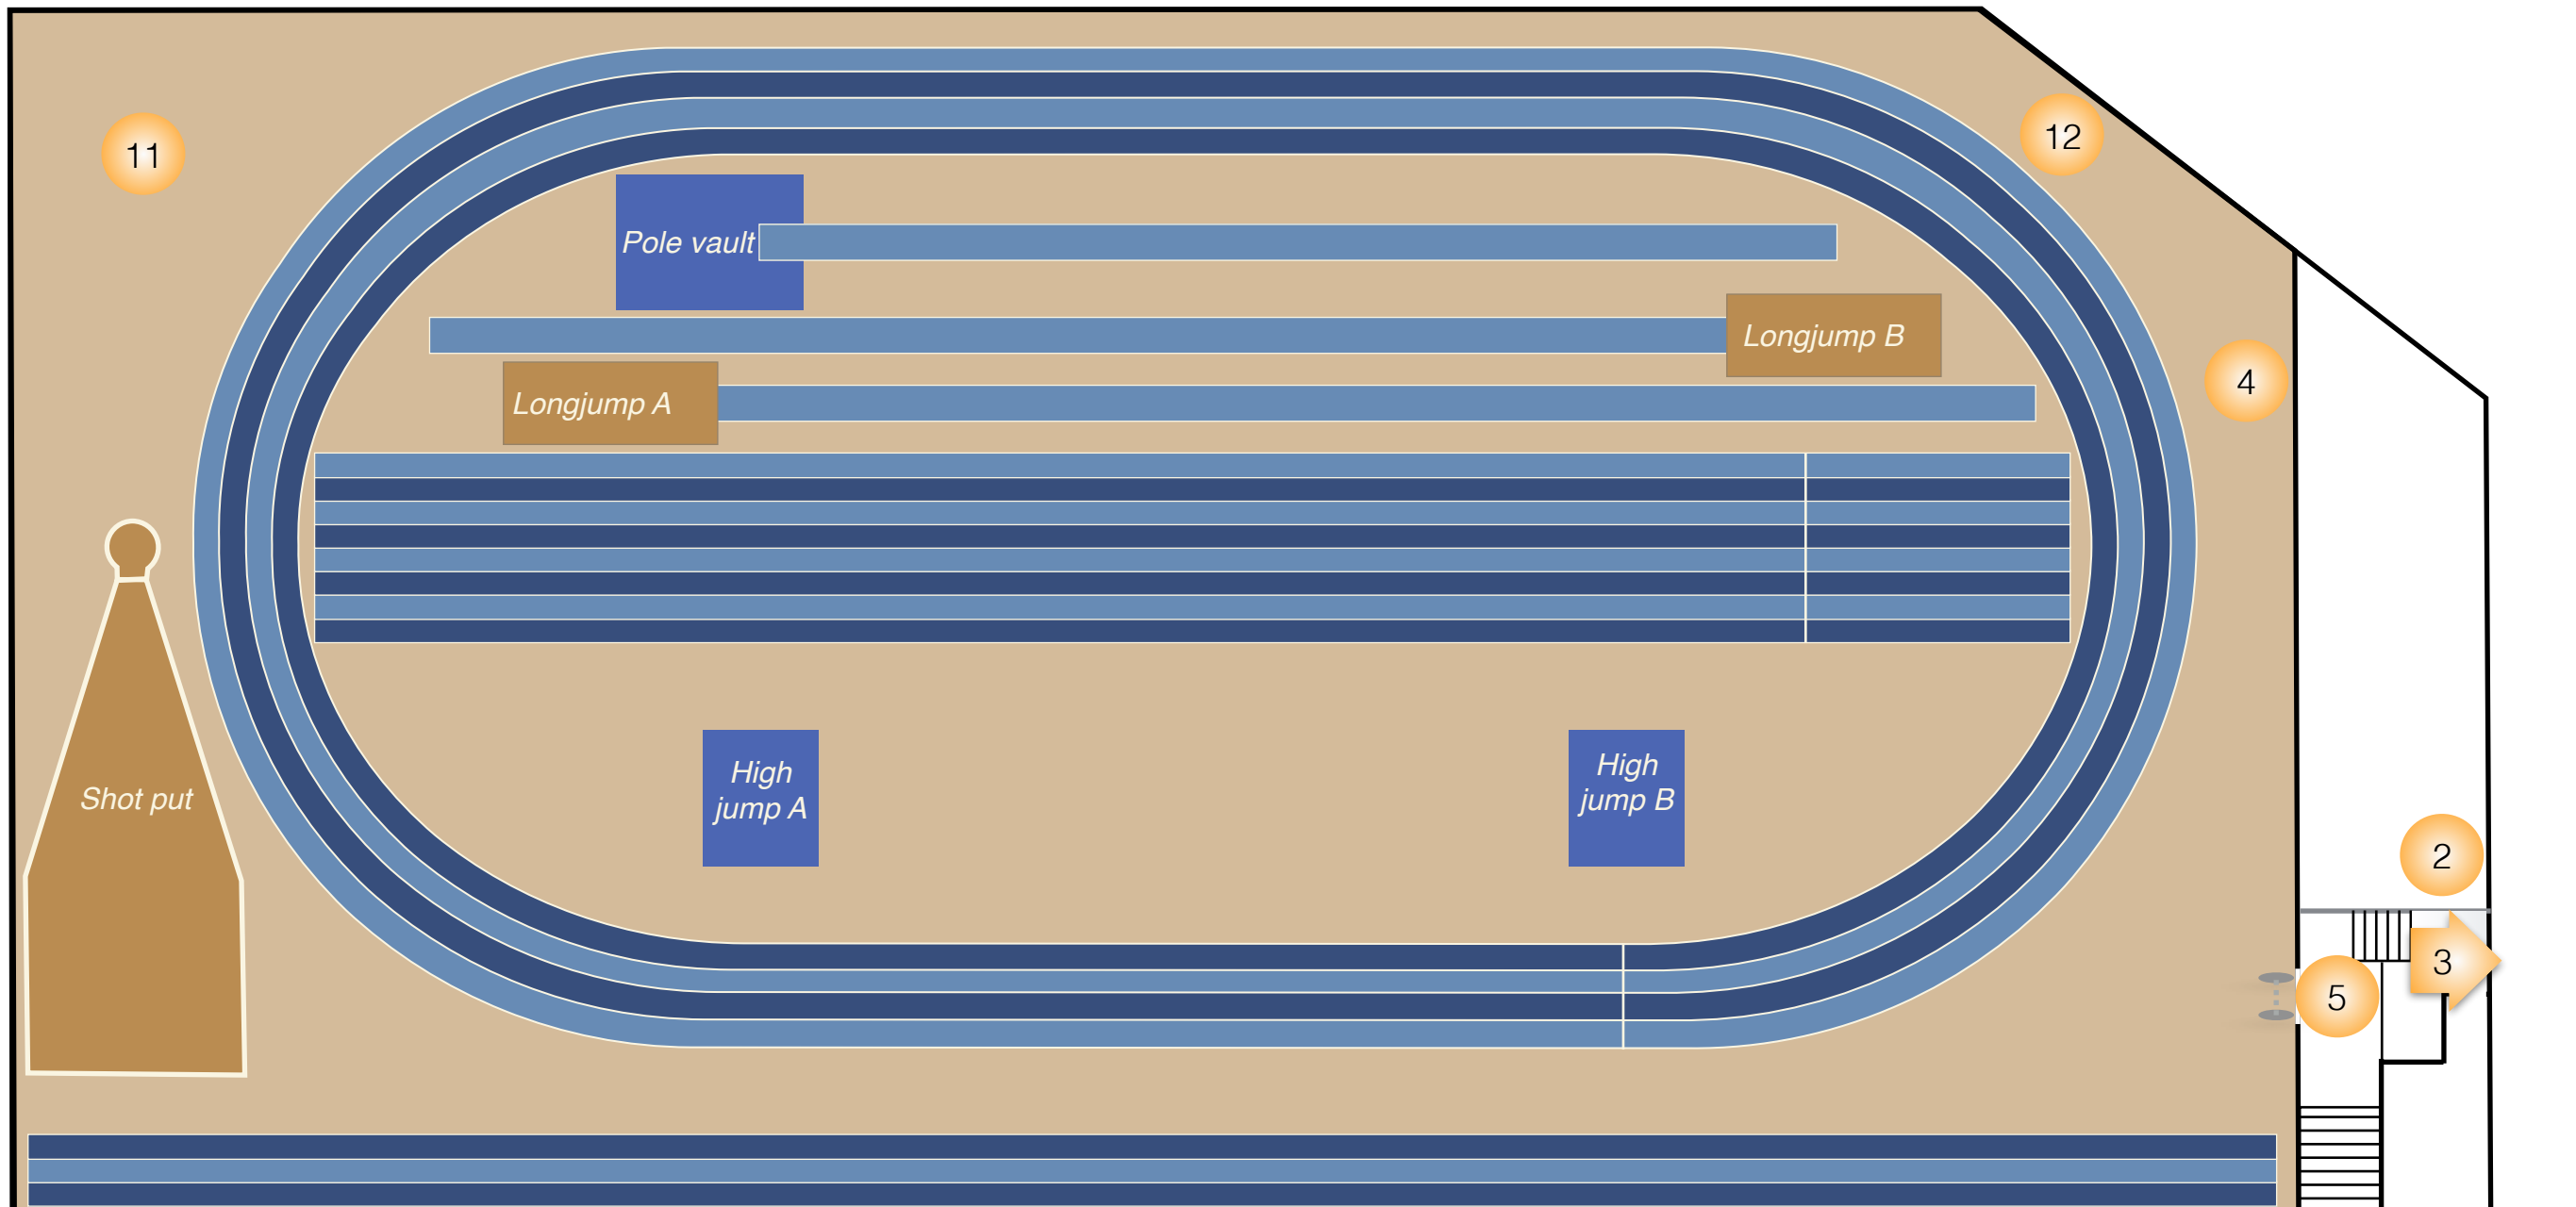 12
11
Pole vault
Longjump B
4
Longjump A
High
jump B
High
jump A
Shot put
2
3
5